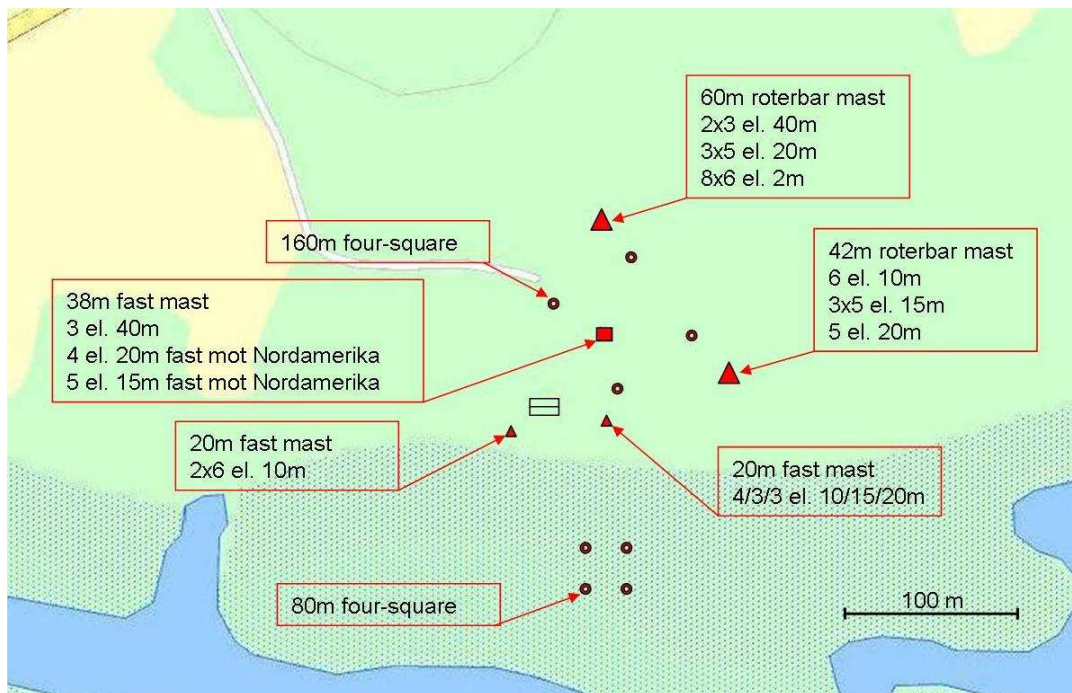 60m roterbar mast
2x3 el. 40m
3x5 el. 20m
8x6 el. 2m
160m four-square
42m roterbar mast
6 el. 10m
3x5 el. 15m
5 el. 20m
38m fast mast
3 el. 40m
4 el. 20m fast mot Nordamerika
5 el. 15m fast mot Nordamerika
20m fast mast
2x6 el. 10m
20m fast mast
4/3/3 el. 10/15/20m
80m four-square
100 m